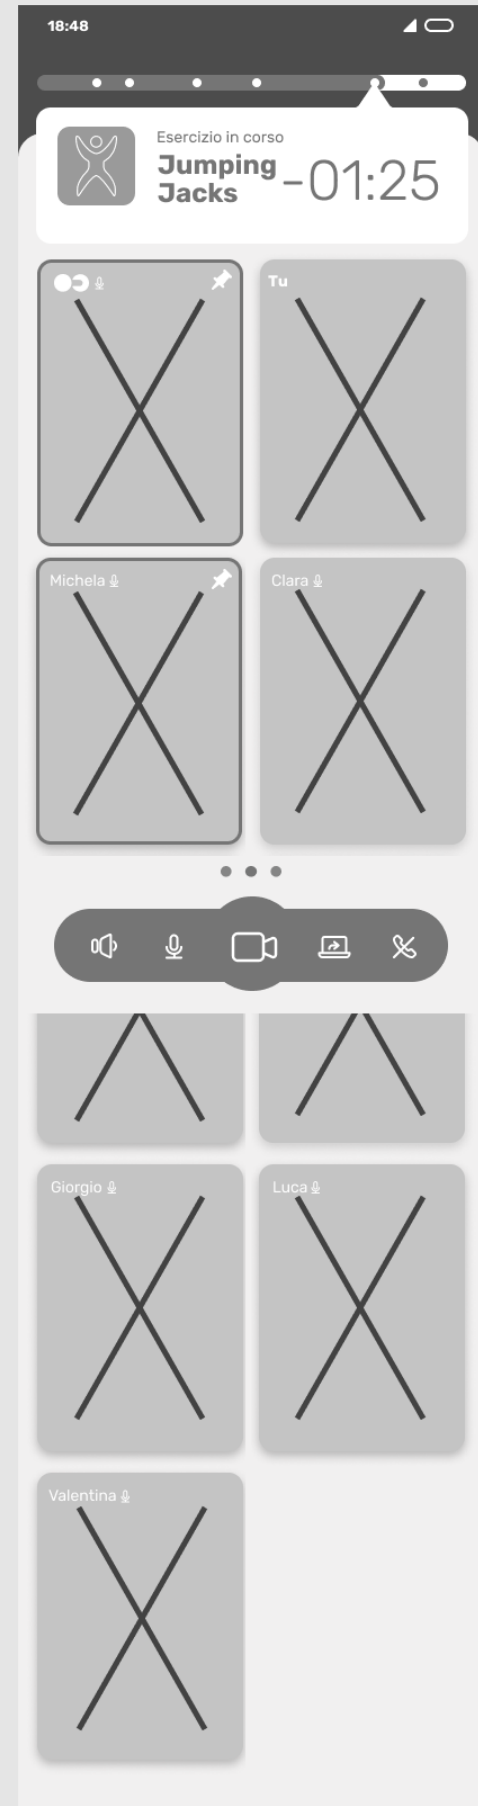 18:48
Esercizio in corso
Jumping
Jacks
-01:25
Tu
Michela
Clara
Giorgio
Luca
Valentina